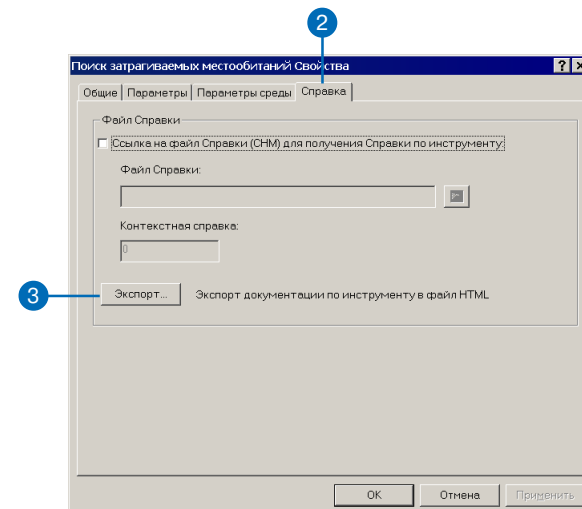 2
Поиск затрагиваемых местообитаний Свойства
Общие Параметры Параметры среды Справка
Файл Справки
Ссылка на файл Справки (CHM) для получения Справки по инструменту:
Файл Справки:
Контекстная справка:
0
3 Экспорт... Экспорт документации по инструменту в файл HTML
OK Отмена Применить